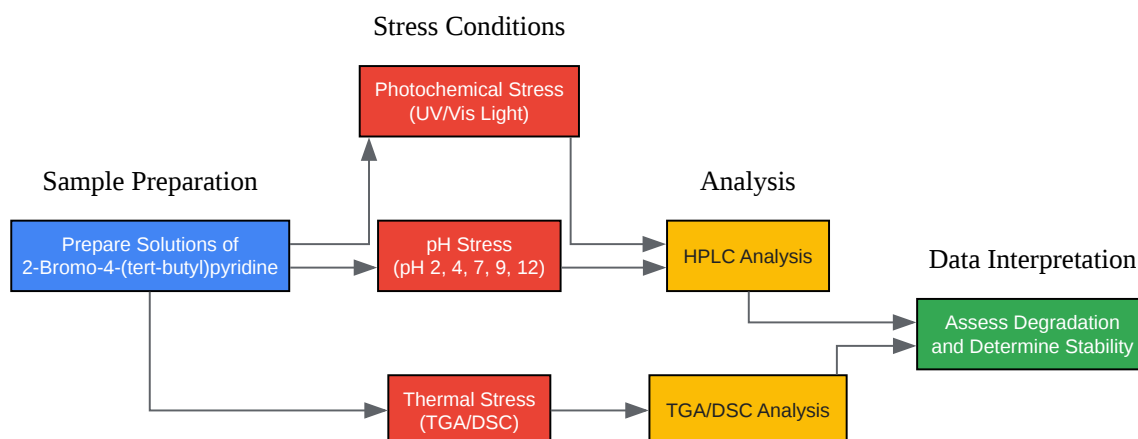 Stress Conditions
Photochemical Stress
(UV/Vis Light)
Sample Preparation
Analysis
Prepare Solutions of
2-Bromo-4-(tert-butyl)pyridine
pH Stress
(pH 2, 4, 7, 9, 12)
HPLC Analysis
Data Interpretation
Assess Degradation
and Determine Stability
Thermal Stress
(TGA/DSC)
TGA/DSC Analysis